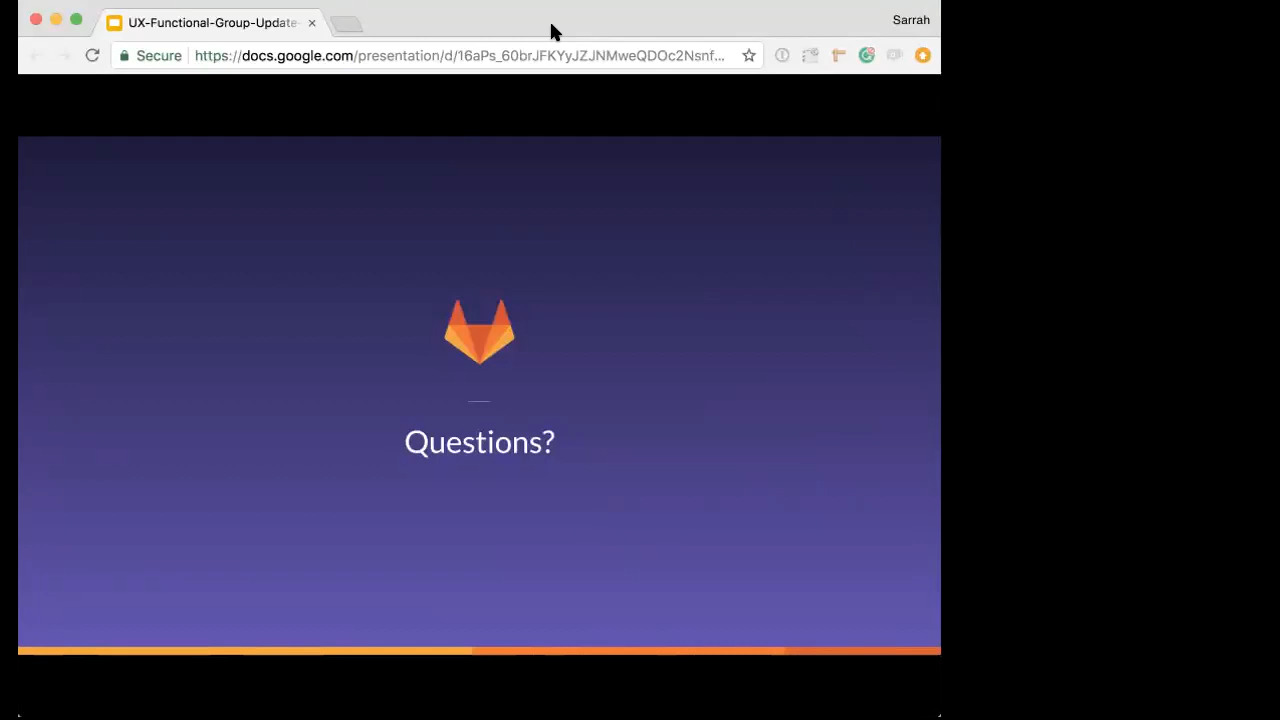 UX-Functional-Group-Update-
Sarrah
Secure
https://docs.google.com/presentation/d/16aPs_60brJFKYyJZJNMweQDOc2Nsnf...
Questions?